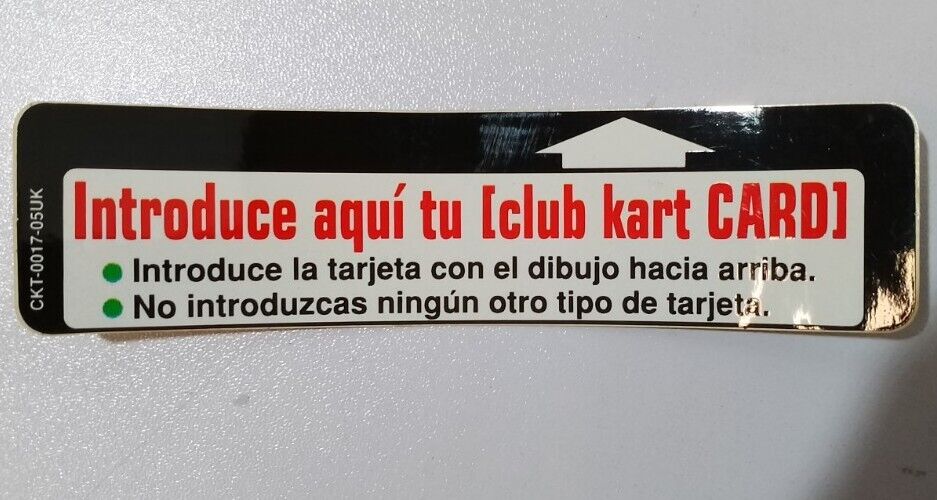 CKT-0017-05UK
Introduce aquí tu [club kart CARD]
Introduce la tarjeta con el dibujo hacia arriba.
No introduzcas ningún otro tipo de tarjeta.